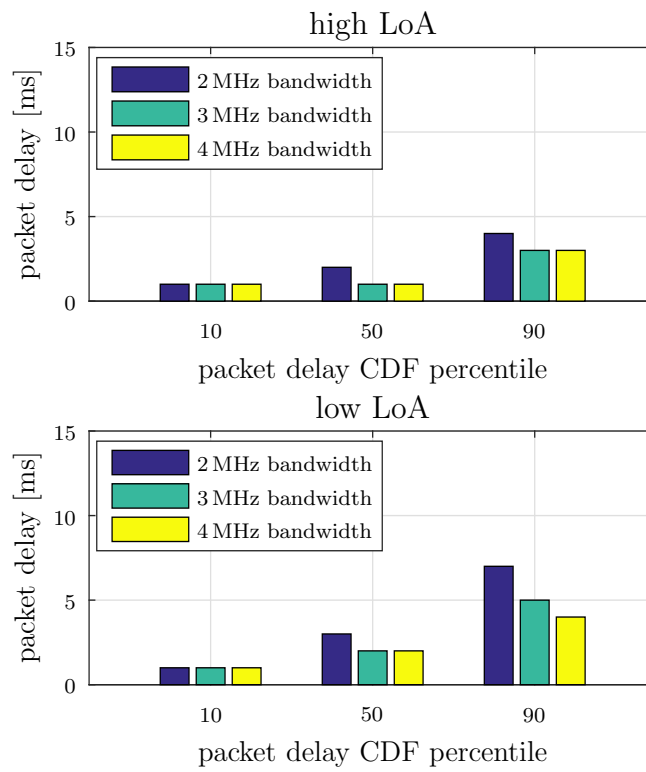 high LoA
15
10
5
0
packet delay [ms]
2 MHz bandwidth
3 MHz bandwidth
4 MHz bandwidth
10 50 90
packet delay CDF percentile
low LoA
15
10
5
0
packet delay [ms]
2 MHz bandwidth
3 MHz bandwidth
4 MHz bandwidth
10 50 90
packet delay CDF percentile